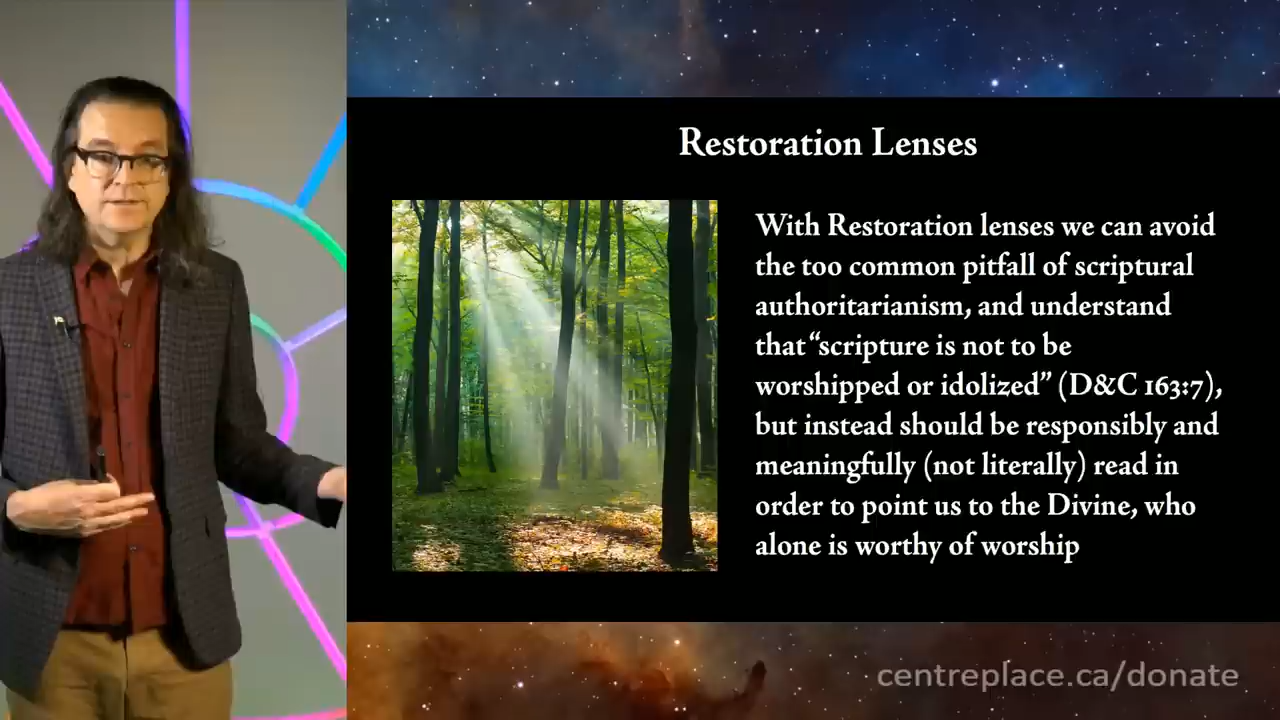 Restoration Lenses
With Restoration lenses we can avoid
the too common pitfall of scriptural
authoritarianism, and understand
that “scripture is not to be
worshipped or idolized” (D&C 163:7),
but instead should be responsibly and
meaningfully (not literally) read in
order to point us to the Divine, who
alone is worthy of worship
centreplace.ca/donate